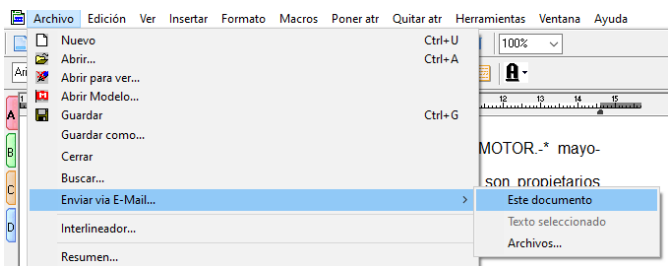 Archivo Edición Ver Insertar Formato Macros Poner atr Quitar atr Herramientas Ventana Ayuda
Nuevo Ctrl+U
100%
Abrir... Ctrl+A
Ari
Abrir para ver...
A
Abrir Modelo...
1 12 13 14 15
Guardar Ctrl+G
A
Guardar como...
MOTOR.-* mayo-
B
Cerrar
Buscar...
son propietarios
C
Enviar via E-Mail...
Este documento
D
Interlineador...
Texto seleccionado
Archivos...
Resumen...